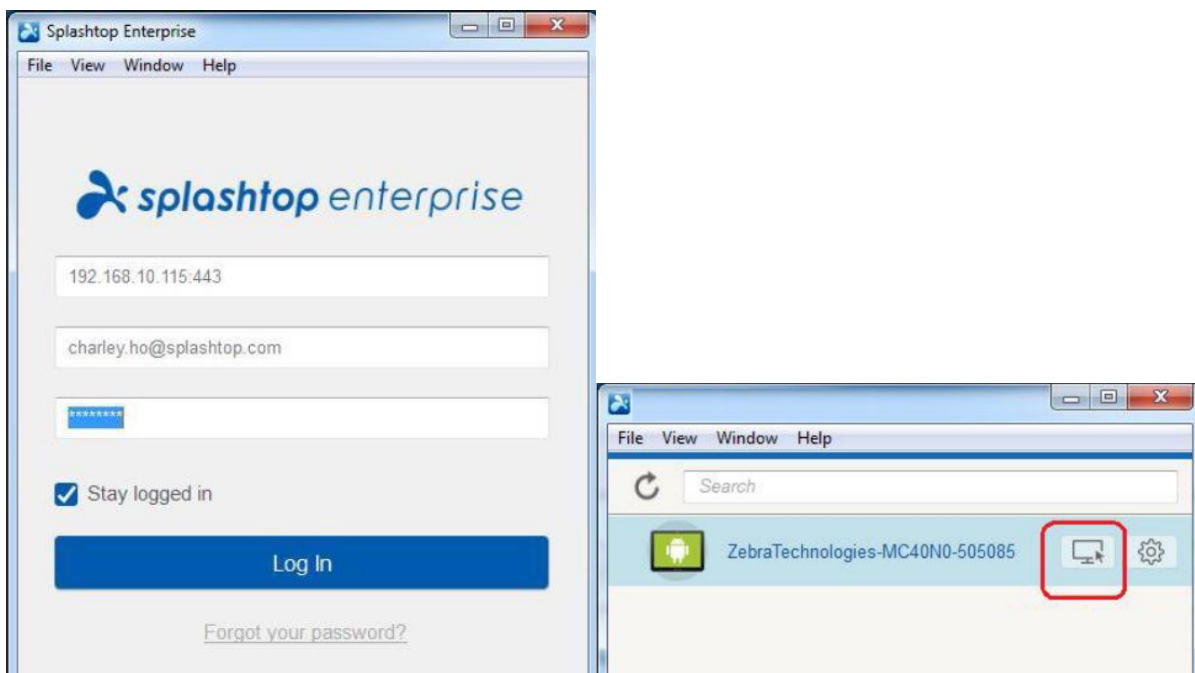 Splashtop Enterprise
File View Window Help
splashtop enterprise
192.168.10.115:443
charley.ho@splashtop.com
********
Stay logged in
Log In
Forgot your password?
File View Window Help
Search
ZebraTechnologies-MC40N0-505085